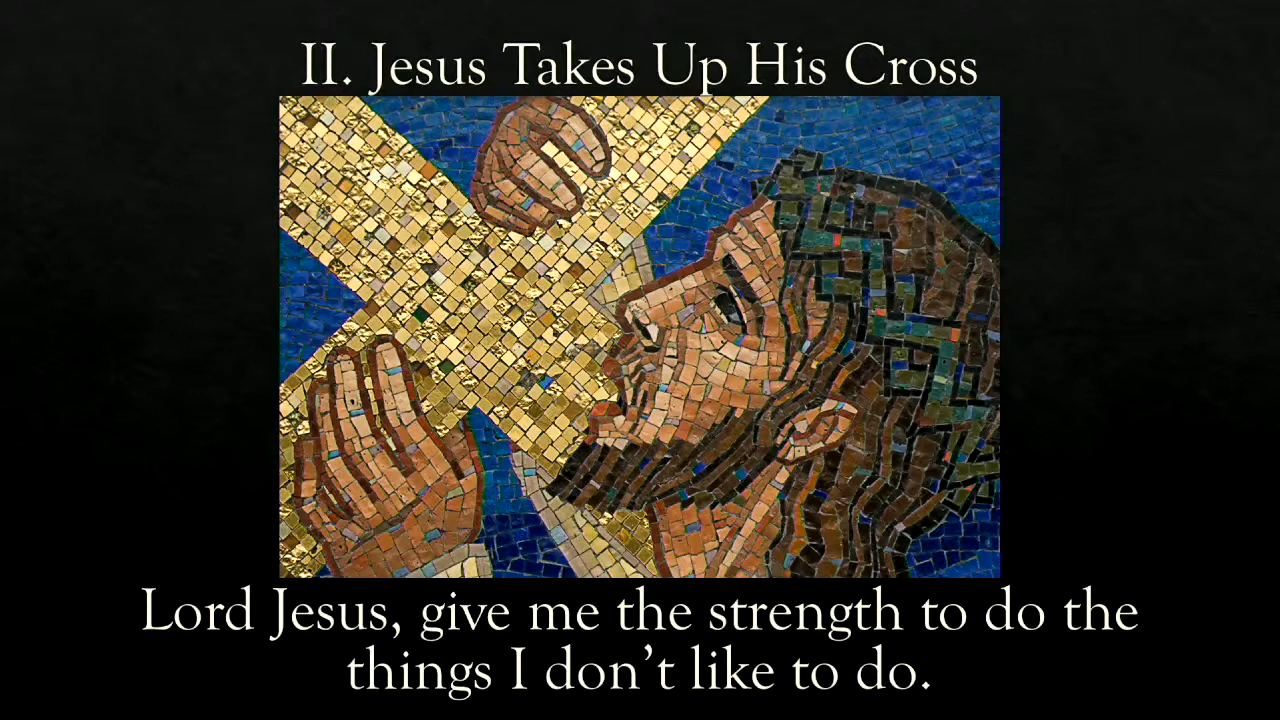 II. Jesus Takes Up His Cross
Lord Jesus, give me the strength to do the
things I don't like to do.